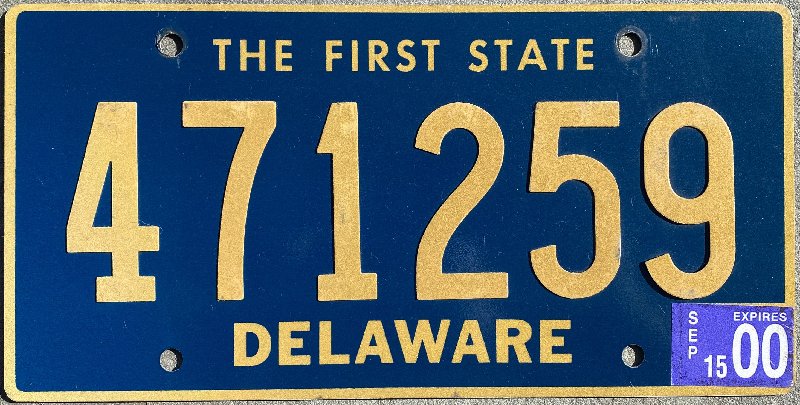 THE FIRST STATE
471259
DELAWARE
SEP
EXPIRES
15 00